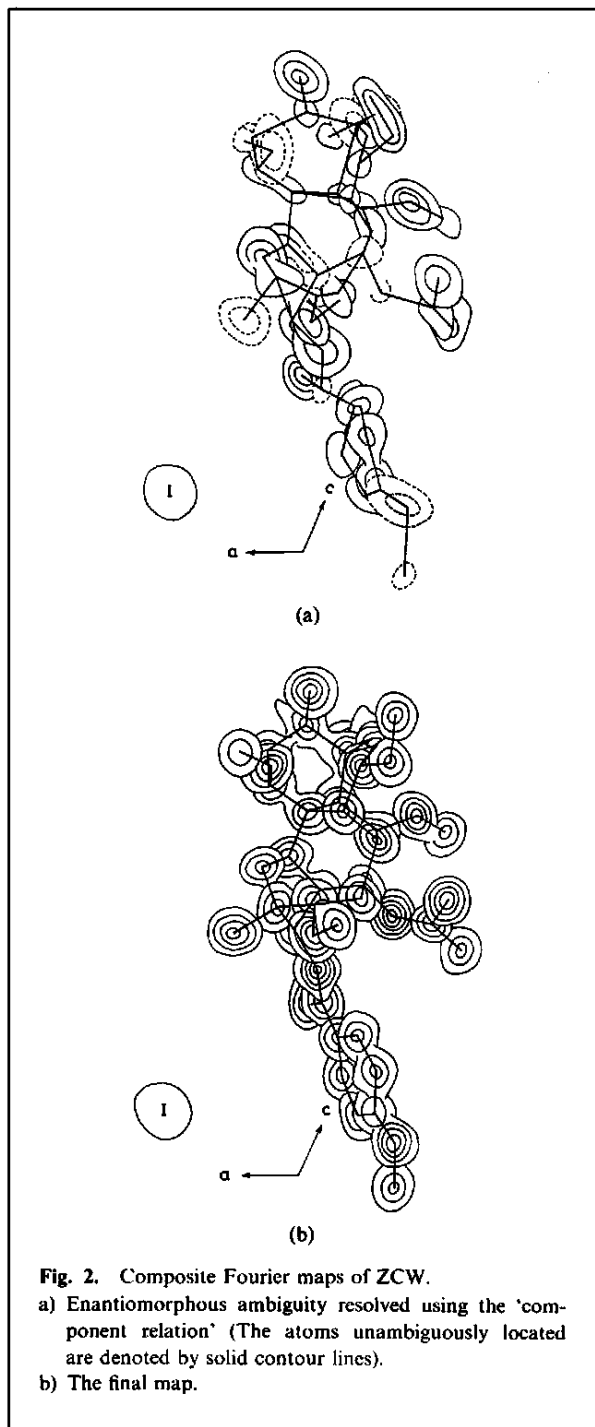 I
c
a
(a)
I
c
a
(b)
Fig. 2. Composite Fourier maps of ZCW.
a) Enantiomorphous ambiguity resolved using the ‘com-
ponent relation’ (The atoms unambiguously located
are denoted by solid contour lines).
b) The final map.